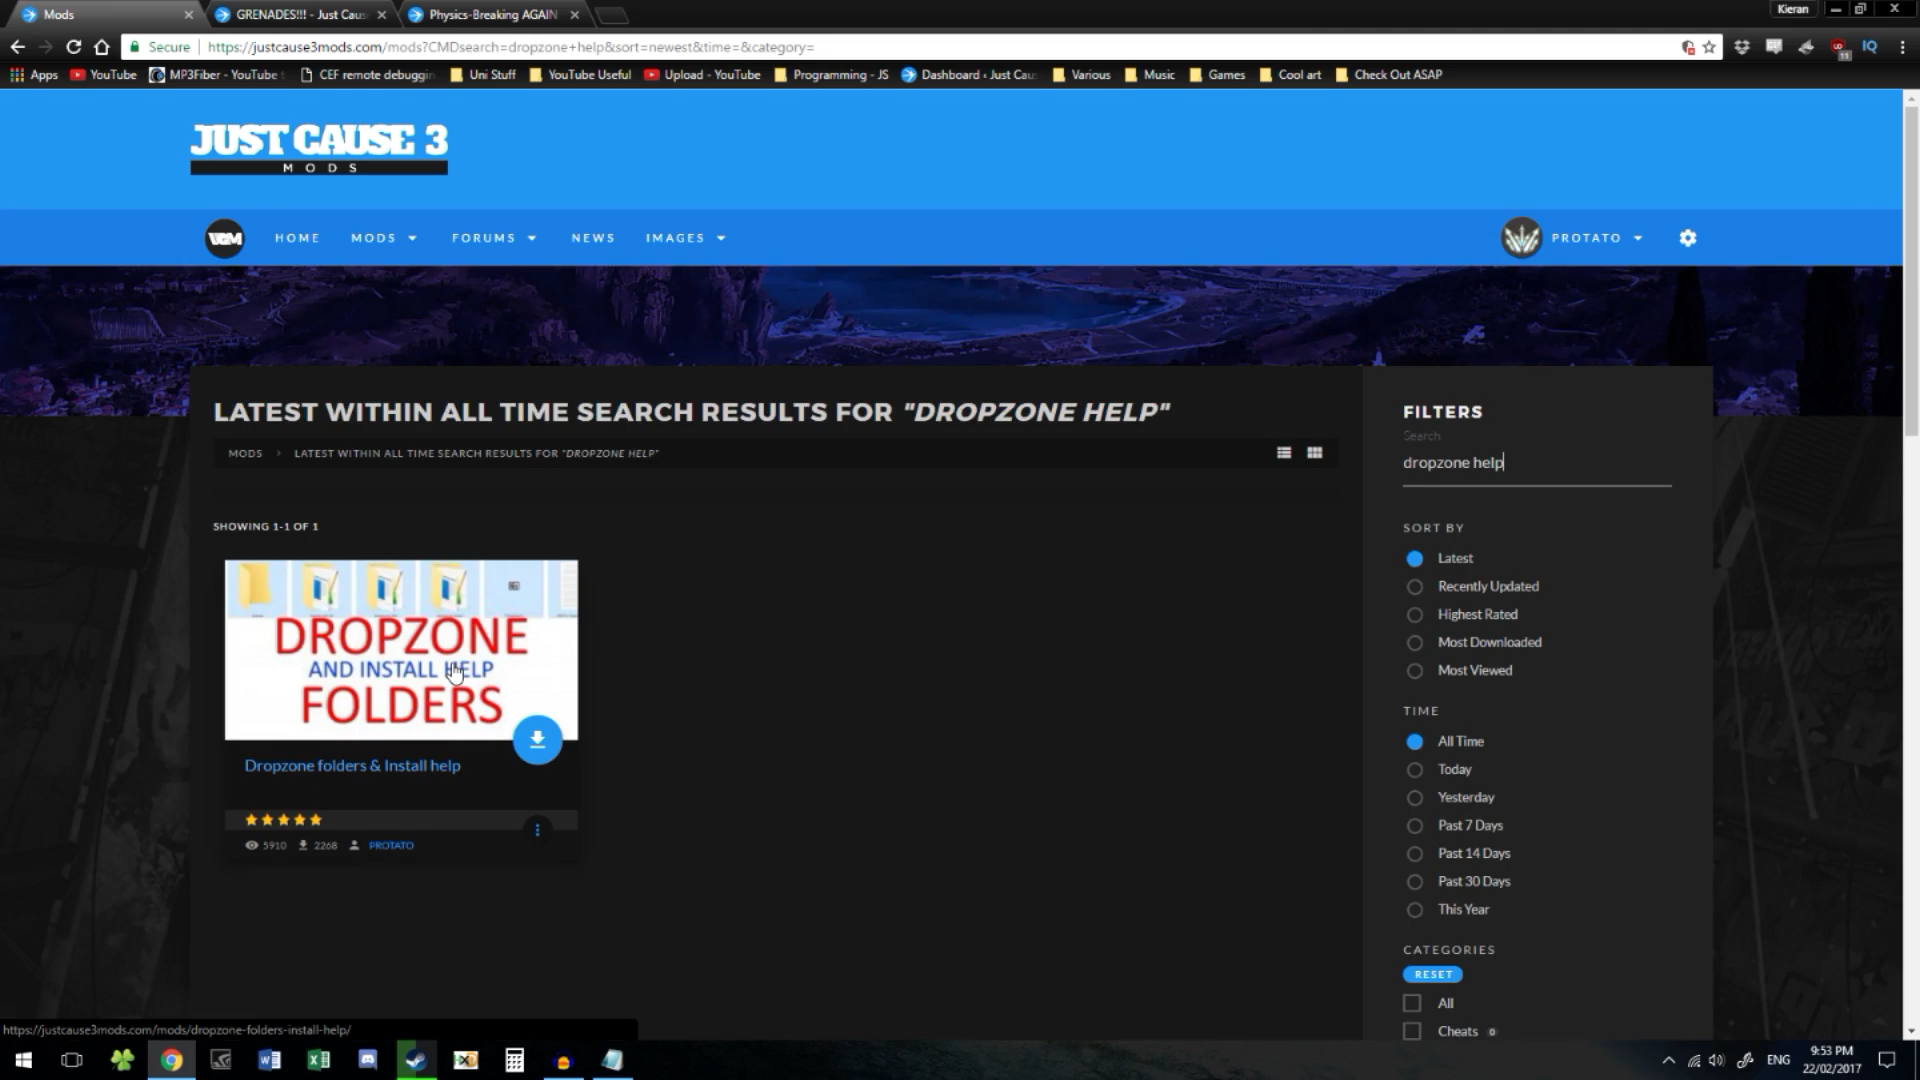 Mods
GRENADES!!! - Just Caus
Physics-Breaking AGAIN
Kieran
Secure
https://justcause3mods.com/mods?CMDsearch=dropzone+help&sort=newest&time=&category=
IQ
Apps
YouTube
MP3Fiber - YouTube
CEF remote debuggin
Uni Stuff
YouTube Useful
Upload - YouTube
Programming - JS
Dashboard ‹ Just Cau
Various
Music
Games
Cool art
Check Out ASAP
JUST CAUSE 3
MODS
VGM
HOME
MODS
FORUMS
NEWS
IMAGES
PROTATO
LATEST WITHIN ALL TIME SEARCH RESULTS FOR "DROPZONE HELP"
MODS > LATEST WITHIN ALL TIME SEARCH RESULTS FOR "DROPZONE HELP"
SHOWING 1-1 OF 1
DROPZONE
AND INSTALL HELP
FOLDERS
Dropzone folders & Install help
5910
2268
PROTATO
FILTERS
Search
dropzone help
SORT BY
Latest
Recently Updated
Highest Rated
Most Downloaded
Most Viewed
TIME
All Time
Today
Yesterday
Past 7 Days
Past 14 Days
Past 30 Days
This Year
CATEGORIES
RESET
All
Cheats 0
https://justcause3mods.com/mods/dropzone-folders-install-help/
ENG
9:53 PM
22/02/2017